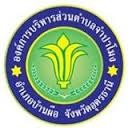 องค์การบริหารส่วนตำบลจำปาโมง
อำเภอบ้านผือ จังหวัดอุดรธานี